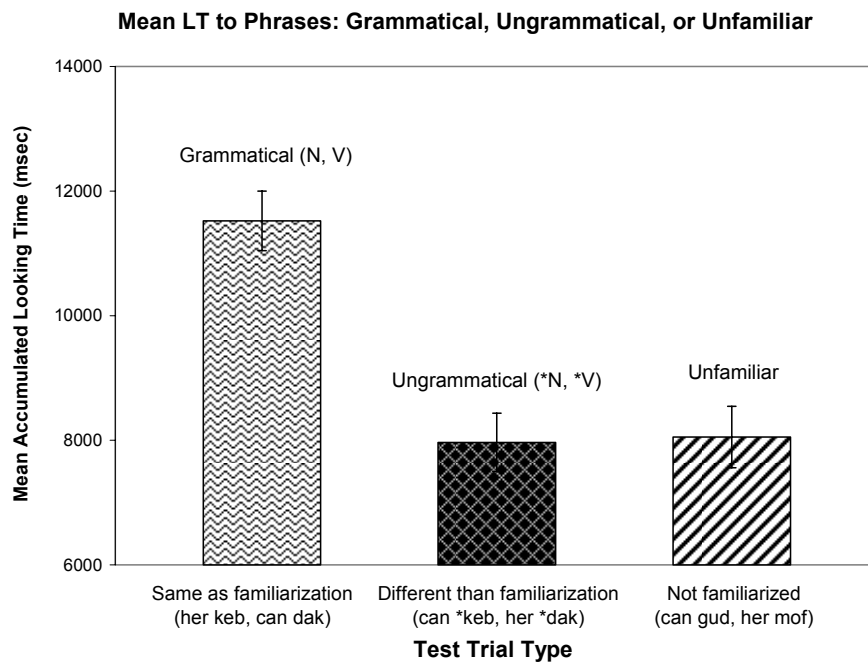 Mean LT to Phrases: Grammatical, Ungrammatical, or Unfamiliar
14000
12000
10000
8000
6000
Mean Accumulated Looking Time (msec)
Grammatical (N, V)
Ungrammatical (*N, *V)
Unfamiliar
Same as familiarization
(her keb, can dak)
Different than familiarization
(can *keb, her *dak)
Not familiarized
(can gud, her mof)
Test Trial Type